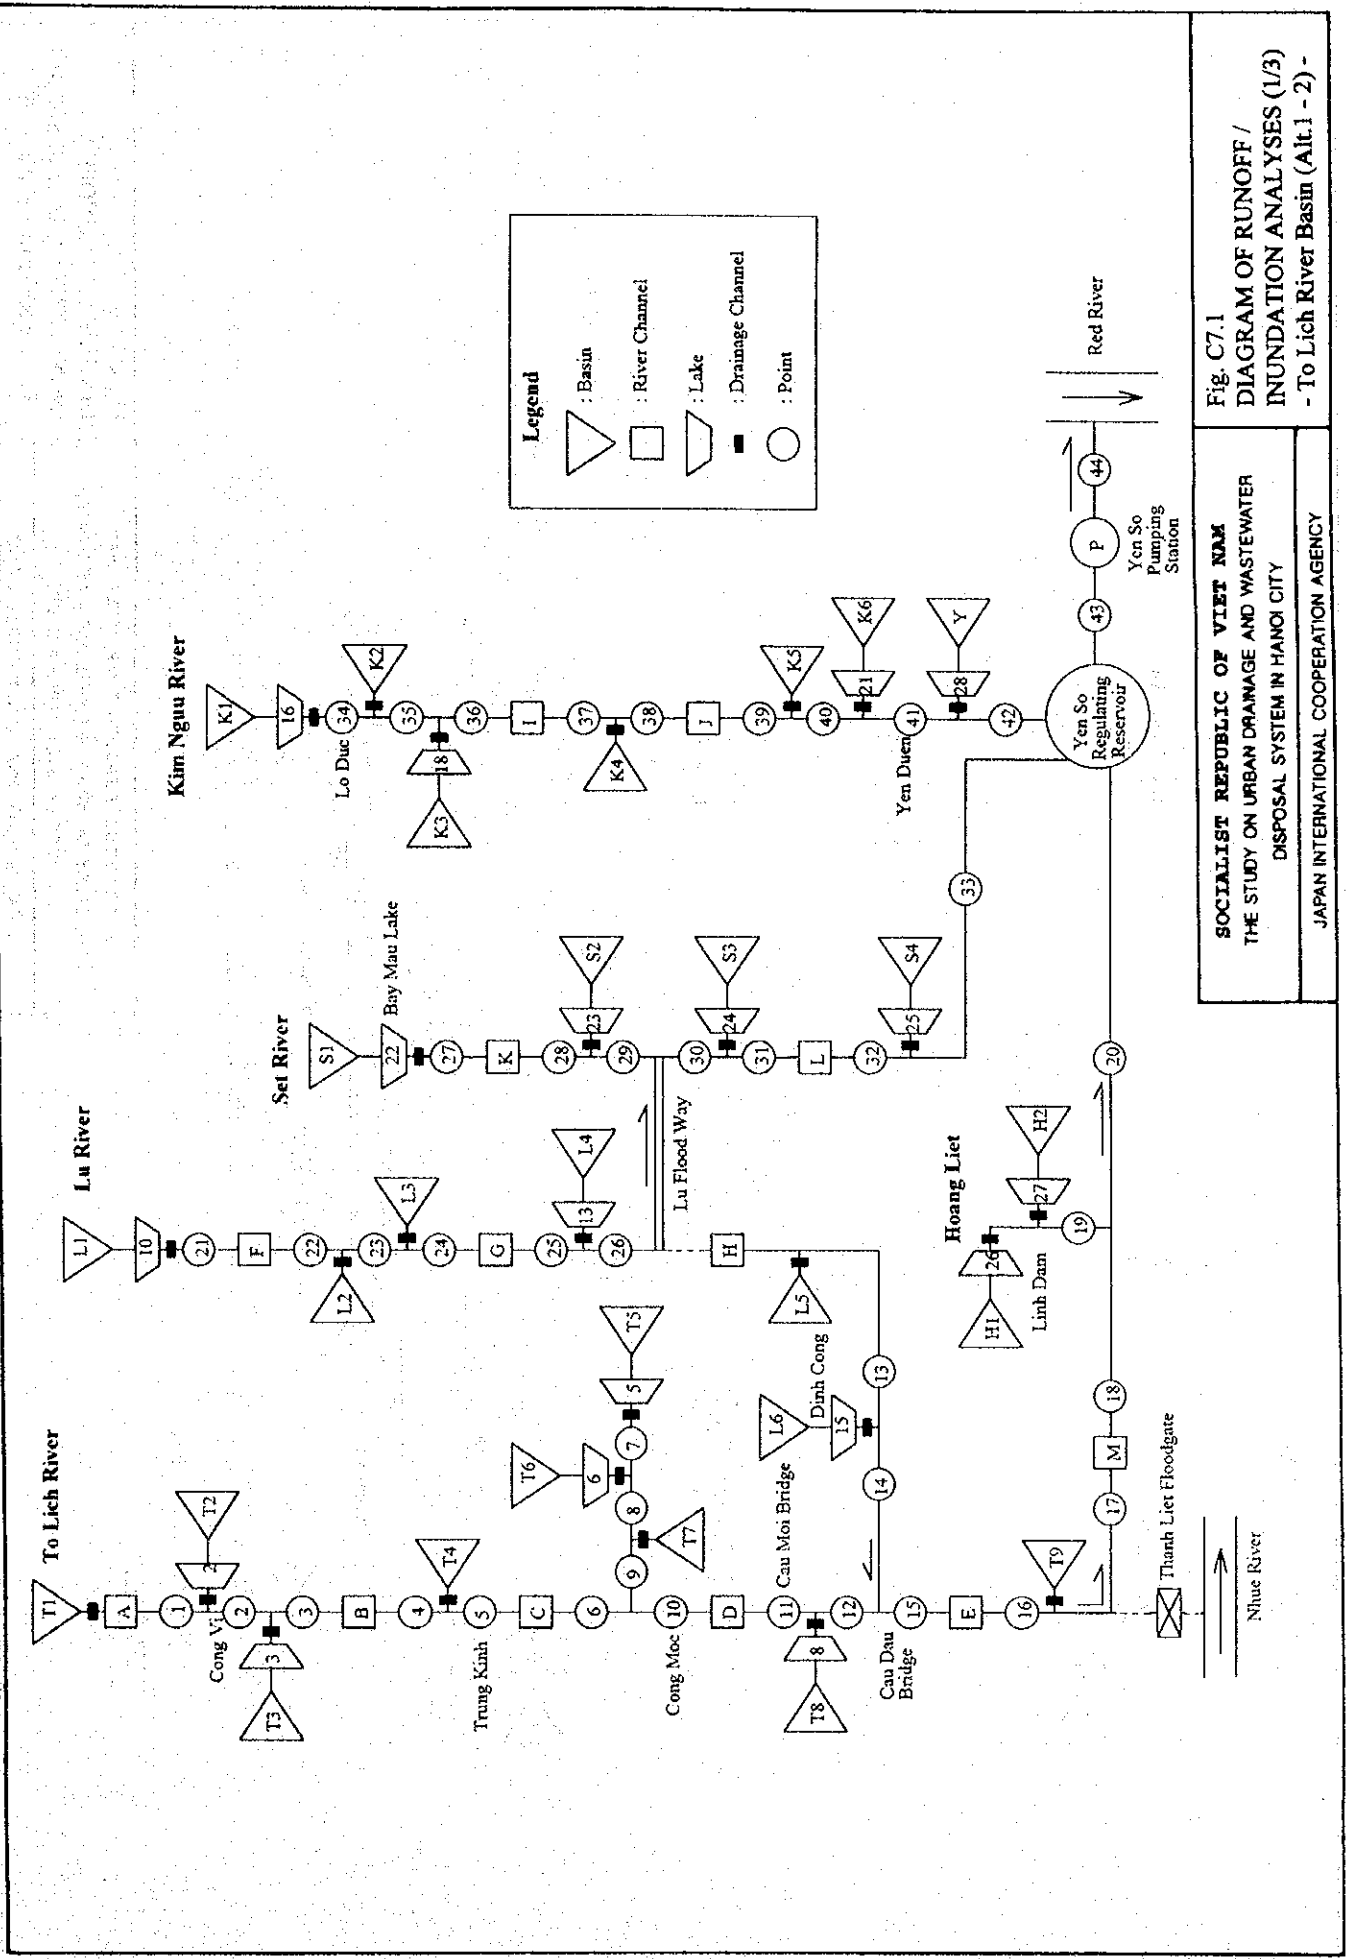 To Lich River
T1
A
1
2
T2
Cong Vi
2
3
T3
3
B
4
T4
Trung Kinh
5
C
6
9
8
7
5
T5
6
T6
T7
Cong Moc
10
D
11
Cau Moi Bridge
8
T8
12
Cau Dau
Bridge
15
E
16
T9
Thanh Liet Floodgate
Nhue River
Lu River
L1
10
21
F
22
L2
23
L3
24
G
25
13
L4
26
Lu Flood Way
H
L5
13
Dinh Cong
L6
15
14
17
M
18
Hoang Liet
H1
26
Linh Dam
27
H2
19
20
Set River
S1
22
Bay Mau Lake
27
K
28
23
S2
29
30
24
S3
31
L
32
25
S4
33
Kim Nguu River
K1
16
34
Lo Duc
K2
35
18
K3
36
I
37
K4
38
J
39
K5
40
21
K6
Yen Duen
41
28
Y
42
Yen So
Regulating
Reservoir
43
P
Yen So
Pumping
Station
44
Red River
Legend
: Basin
: River Channel
: Lake
: Drainage Channel
: Point
SOCIALIST REPUBLIC OF VIET NAM
THE STUDY ON URBAN DRAINAGE AND WASTEWATER
DISPOSAL SYSTEM IN HANOI CITY
JAPAN INTERNATIONAL COOPERATION AGENCY
Fig. C7.1
DIAGRAM OF RUNOFF /
INUNDATION ANALYSES (1/3)
- To Lich River Basin (Alt.1 - 2) -